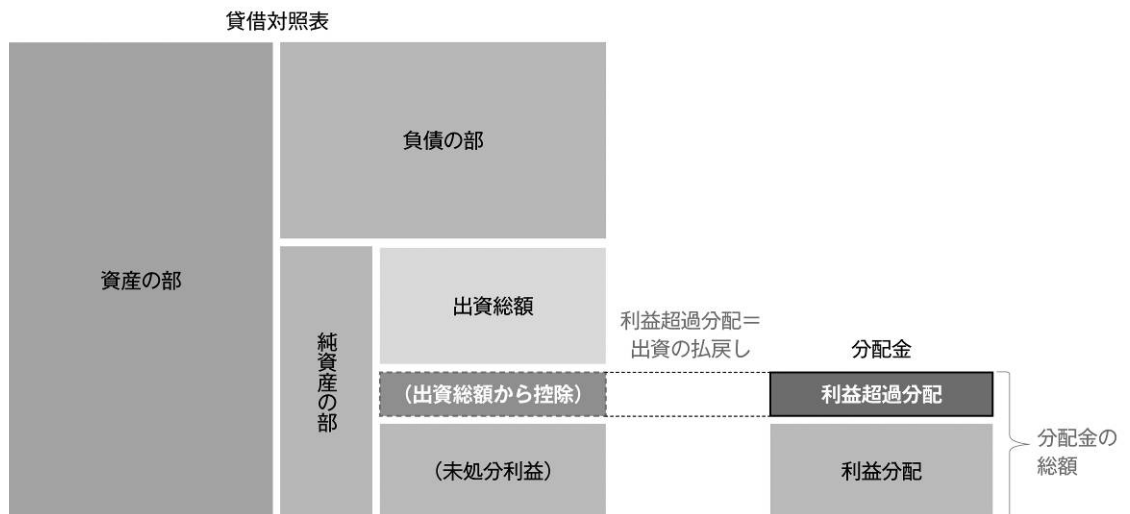 貸借対照表
資産の部
負債の部
純資産の部
出資総額
(出資総額から控除)
(未処分利益)
利益超過分配＝
出資の払戻し
分配金
利益超過分配
利益分配
分配金の
総額